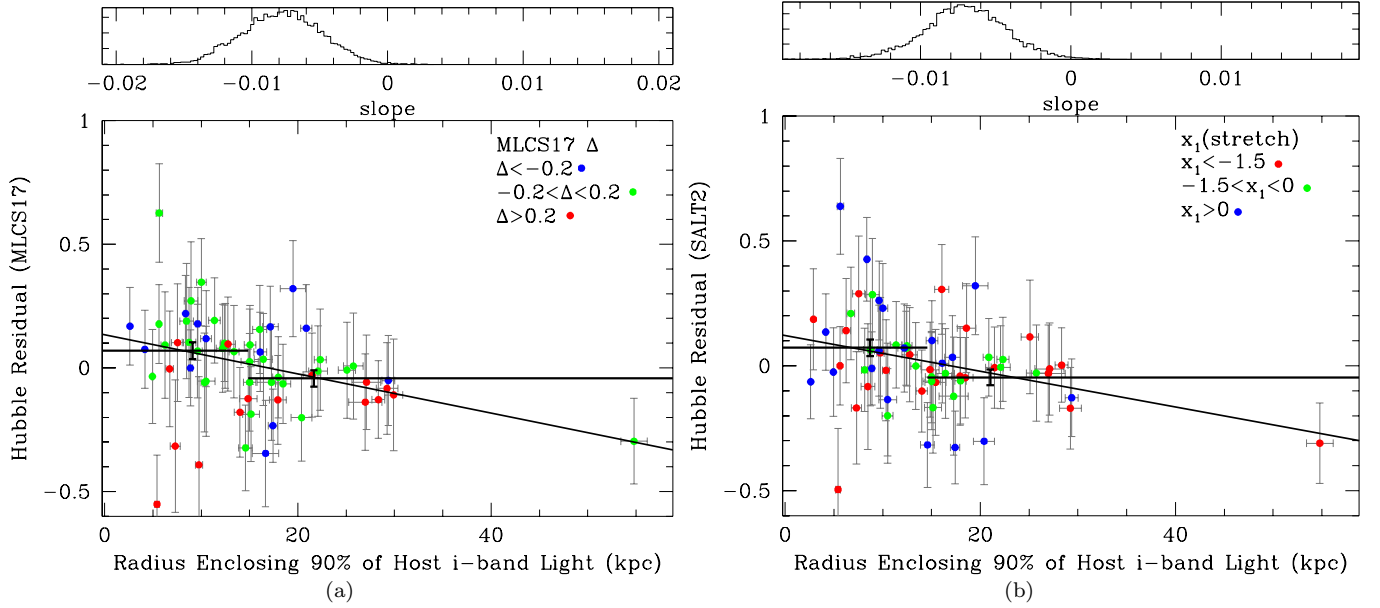 −0.02 −0.01 0 0.01 0.02
slope
1
0.5
0
−0.5
Hubble Residual (MLCS17)
MLCS17 Δ
Δ<−0.2
−0.2<Δ<0.2
Δ>0.2
0 20 40
Radius Enclosing 90% of Host i−band Light (kpc)
(a)
−0.01 0 0.01
slope
1
0.5
0
−0.5
Hubble Residual (SALT2)
x₁(stretch)
x₁<−1.5
−1.5<x₁<0
x₁>0
0 20 40
Radius Enclosing 90% of Host i−band Light (kpc)
(b)